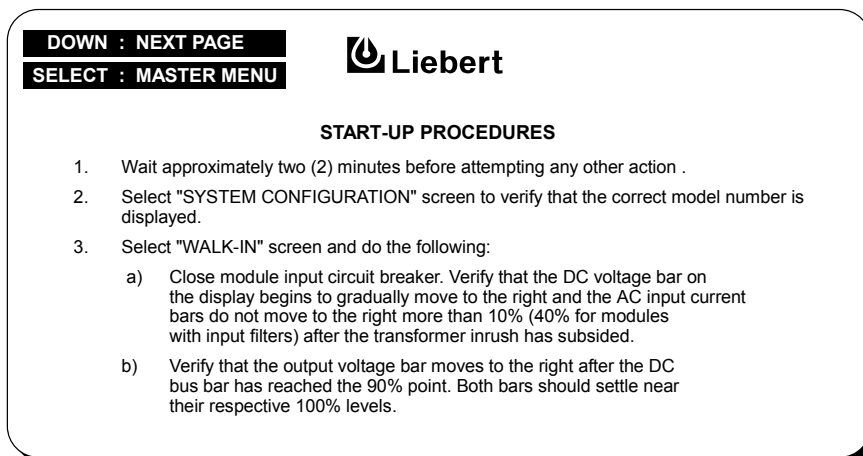 DOWN : NEXT PAGE
SELECT : MASTER MENU
Liebert
START-UP PROCEDURES
1. Wait approximately two (2) minutes before attempting any other action .
2. Select "SYSTEM CONFIGURATION" screen to verify that the correct model number is
displayed.
3. Select "WALK-IN" screen and do the following:
a) Close module input circuit breaker. Verify that the DC voltage bar on
the display begins to gradually move to the right and the AC input current
bars do not move to the right more than 10% (40% for modules
with input filters) after the transformer inrush has subsided.
b) Verify that the output voltage bar moves to the right after the DC
bus bar has reached the 90% point. Both bars should settle near
their respective 100% levels.